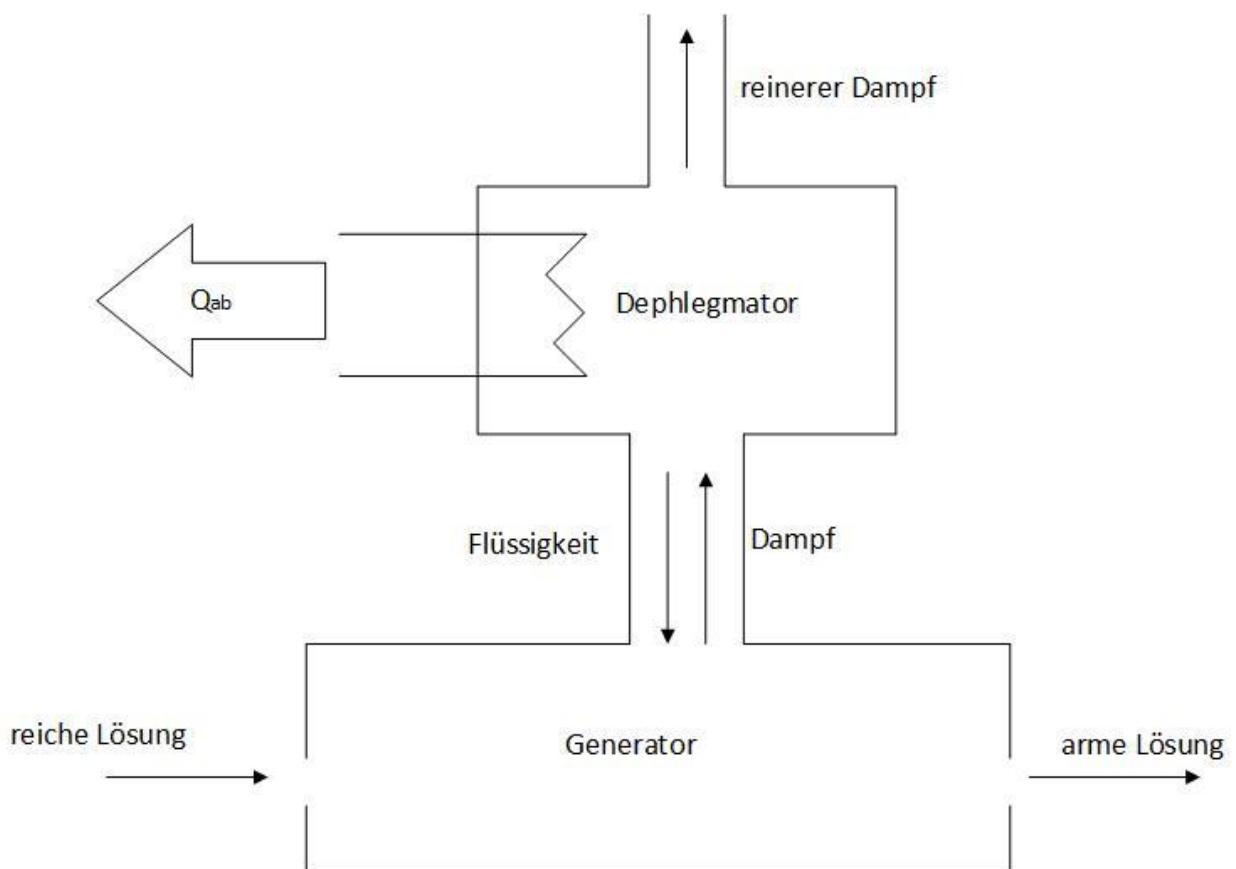 reinerer Dampf
Qab
Dephlegmator
Flüssigkeit
Dampf
reiche Lösung
Generator
arme Lösung